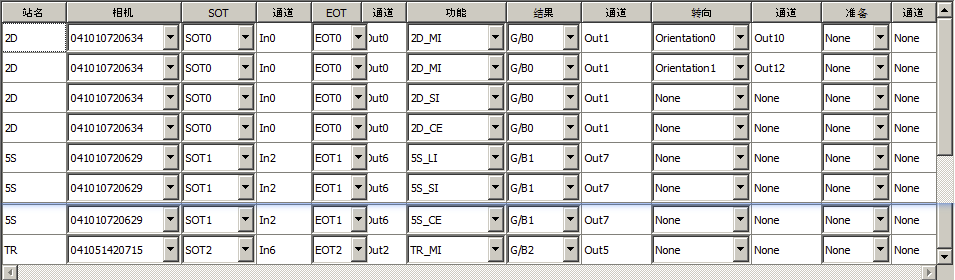 站名 相机 SOT 通道 EOT 通道 功能 结果 通道 转向 通道 准备 通道
2D 041010720634 SOT0 In0 EOT0 Out0 2D_MI G/B0 Out1 Orientation0 Out10 None None
2D 041010720634 SOT0 In0 EOT0 Out0 2D_MI G/B0 Out1 Orientation1 Out12 None None
2D 041010720634 SOT0 In0 EOT0 Out0 2D_SI G/B0 Out1 None None None None
2D 041010720634 SOT0 In0 EOT0 Out0 2D_CE G/B0 Out1 None None None None
5S 041010720629 SOT1 In2 EOT1 Out6 5S_LI G/B1 Out7 None None None None
5S 041010720629 SOT1 In2 EOT1 Out6 5S_SI G/B1 Out7 None None None None
5S 041010720629 SOT1 In2 EOT1 Out6 5S_CE G/B1 Out7 None None None None
TR 041051420715 SOT2 In6 EOT2 Out2 TR_MI G/B2 Out5 None None None None